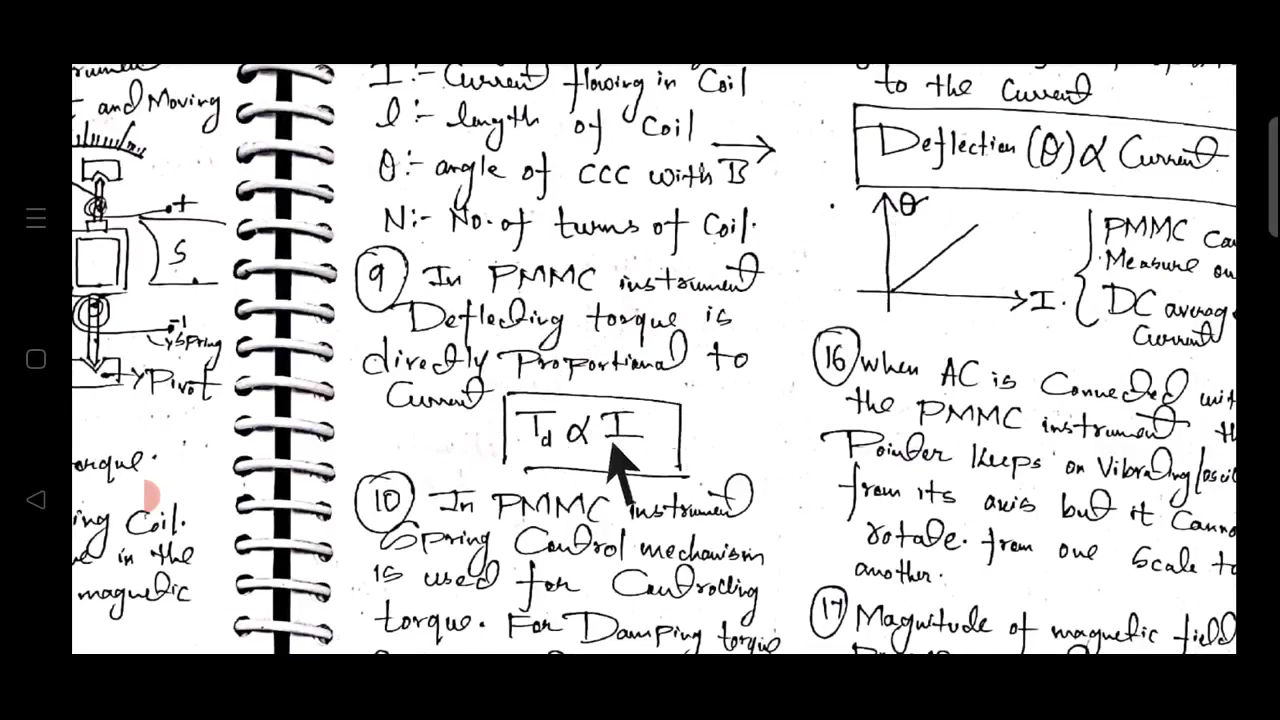 and Moving
+
S
-
Spring
Pivot
torque.
Coil.
in the
magnetic
I :- Current flowing in Coil
l :- length of Coil
θ :- angle of CCC with B
N :- No. of turns of Coil.
9 In PMMC instrument
Deflecting torque is
directly Proportional to
Current
Td ∝ I
10 In PMMC instrument
Spring Control mechanism
is used for Controlling
torque. For Damping torque
to the Current
Deflection (θ) ∝ Current
θ
I
PMMC
Measure
DC
Current
16 When AC is Connected
the PMMC instrument
Pointer Keeps on Vibrating
from its axis but it
rotate. from one Scale
another.
17 Magnitude of magnetic field